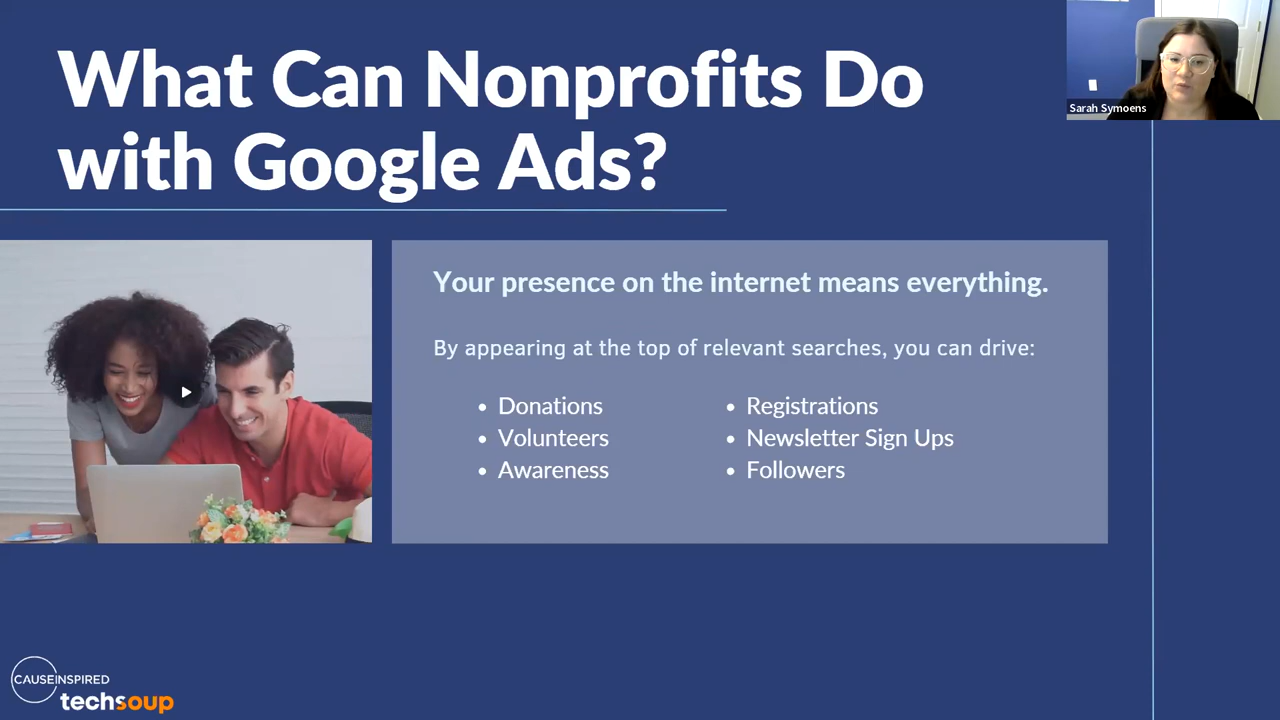 What Can Nonprofits Do
with Google Ads?
Sarah Symoens
Your presence on the internet means everything.
By appearing at the top of relevant searches, you can drive:
• Donations
• Volunteers
• Awareness
• Registrations
• Newsletter Sign Ups
• Followers
CAUSEINSPIRED
techsoup